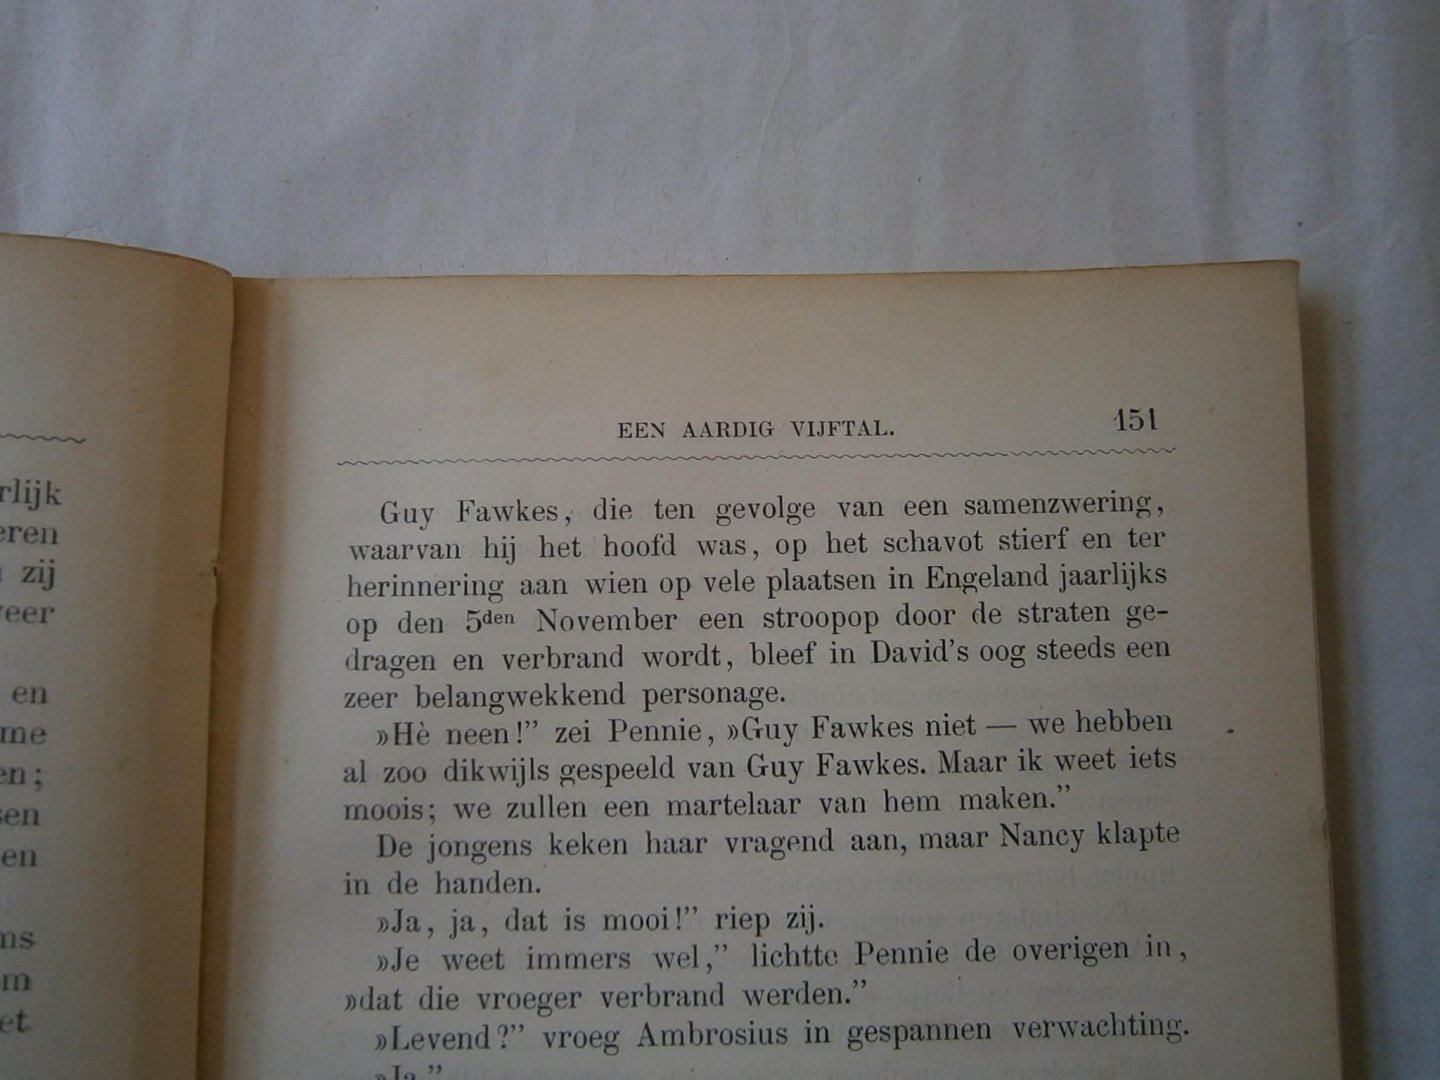 EEN AARDIG VIJFTAL. 151
Guy Fawkes, die ten gevolge van een samenzwering,
waarvan hij het hoofd was, op het schavot stierf en ter
herinnering aan wien op vele plaatsen in Engeland jaarlijks
op den 5den November een stroopop door de straten ge-
dragen en verbrand wordt, bleef in David's oog steeds een
zeer belangwekkend personage.
»Hè neen!” zei Pennie, »Guy Fawkes niet — we hebben
al zoo dikwijls gespeeld van Guy Fawkes. Maar ik weet iets
moois; we zullen een martelaar van hem maken.”
De jongens keken haar vragend aan, maar Nancy klapte
in de handen.
»Ja, ja, dat is mooi!” riep zij.
»Je weet immers wel,” lichtte Pennie de overigen in,
»dat die vroeger verbrand werden.”
»Levend?” vroeg Ambrosius in gespannen verwachting.
»Ja.”